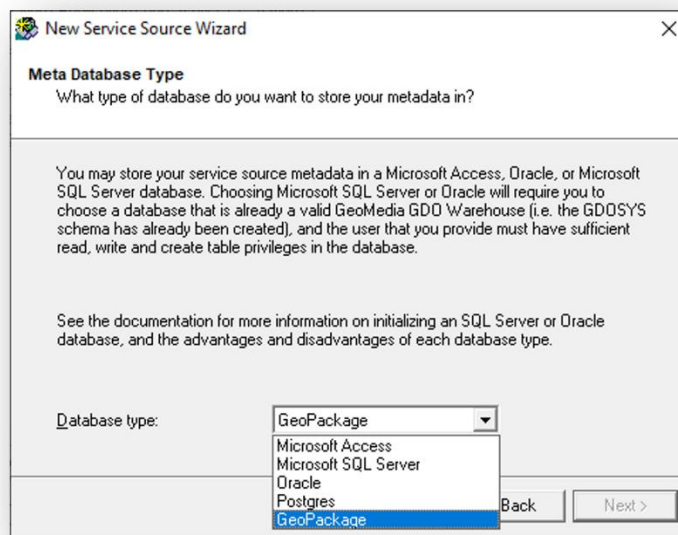 New Service Source Wizard
Meta Database Type
What type of database do you want to store your metadata in?
You may store your service source metadata in a Microsoft Access, Oracle, or Microsoft
SQL Server database. Choosing Microsoft SQL Server or Oracle will require you to
choose a database that is already a valid GeoMedia GDO Warehouse (i.e. the GDOSYS
schema has already been created), and the user that you provide must have sufficient
read, write and create table privileges in the database.
See the documentation for more information on initializing an SQL Server or Oracle
database, and the advantages and disadvantages of each database type.
Database type:
GeoPackage
Microsoft Access
Microsoft SQL Server
Oracle
Postgres
GeoPackage
Back
Next >